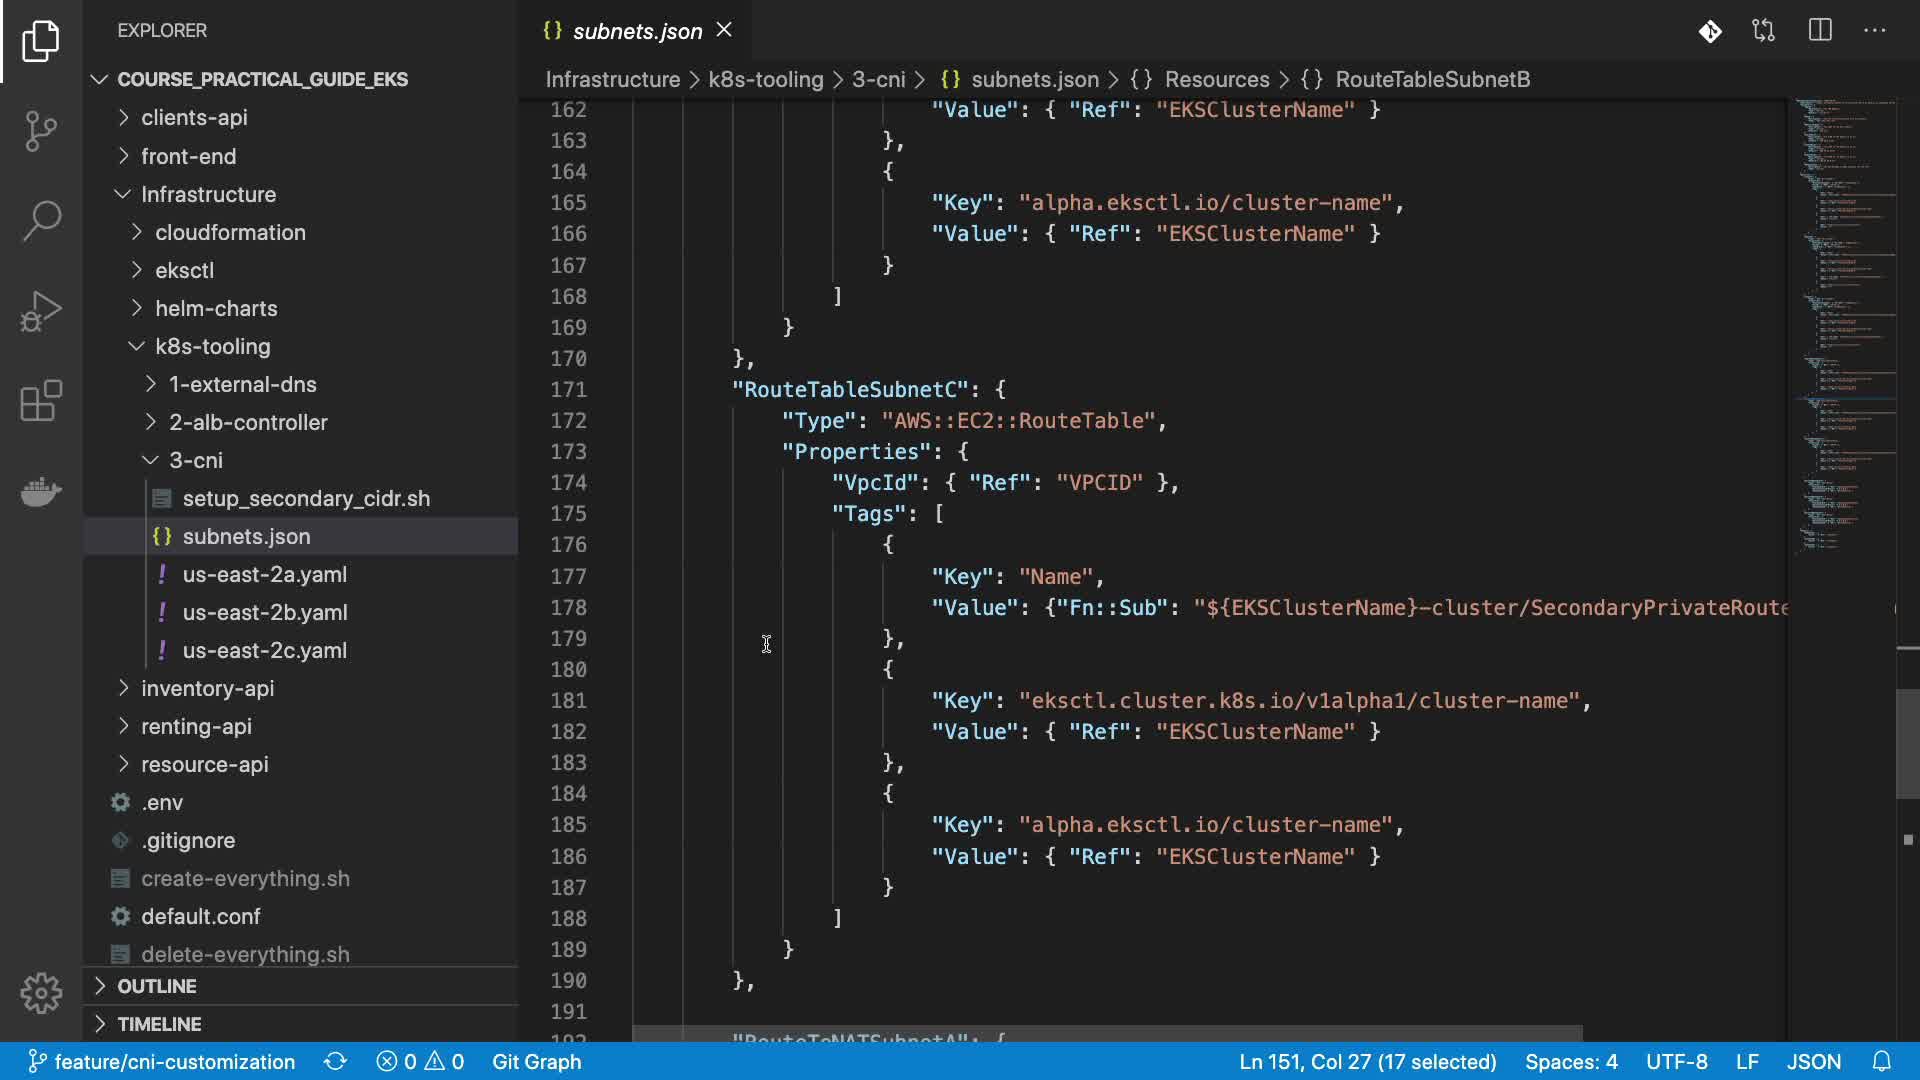 EXPLORER
COURSE_PRACTICAL_GUIDE_EKS
clients-api
front-end
Infrastructure
cloudformation
eksctl
helm-charts
k8s-tooling
1-external-dns
2-alb-controller
3-cni
setup_secondary_cidr.sh
{} subnets.json
! us-east-2a.yaml
! us-east-2b.yaml
! us-east-2c.yaml
inventory-api
renting-api
resource-api
.env
.gitignore
create-everything.sh
default.conf
delete-everything.sh
OUTLINE
TIMELINE
{} subnets.json
Infrastructure > k8s-tooling > 3-cni > {} subnets.json > {} Resources > {} RouteTableSubnetB
162 "Value": { "Ref": "EKSClusterName" }
163 },
164 {
165 "Key": "alpha.eksctl.io/cluster-name",
166 "Value": { "Ref": "EKSClusterName" }
167 }
168 ]
169 }
170 },
171 "RouteTableSubnetC": {
172 "Type": "AWS::EC2::RouteTable",
173 "Properties": {
174 "VpcId": { "Ref": "VPCID" },
175 "Tags": [
176 {
177 "Key": "Name",
178 "Value": {"Fn::Sub": "${EKSClusterName}-cluster/SecondaryPrivateRoute
179 },
180 {
181 "Key": "eksctl.cluster.k8s.io/v1alpha1/cluster-name",
182 "Value": { "Ref": "EKSClusterName" }
183 },
184 {
185 "Key": "alpha.eksctl.io/cluster-name",
186 "Value": { "Ref": "EKSClusterName" }
187 }
188 ]
189 }
190 },
191
192 "RouteToNATSubnetA": {
feature/cni-customization 0 0 Git Graph Ln 151, Col 27 (17 selected) Spaces: 4 UTF-8 LF JSON